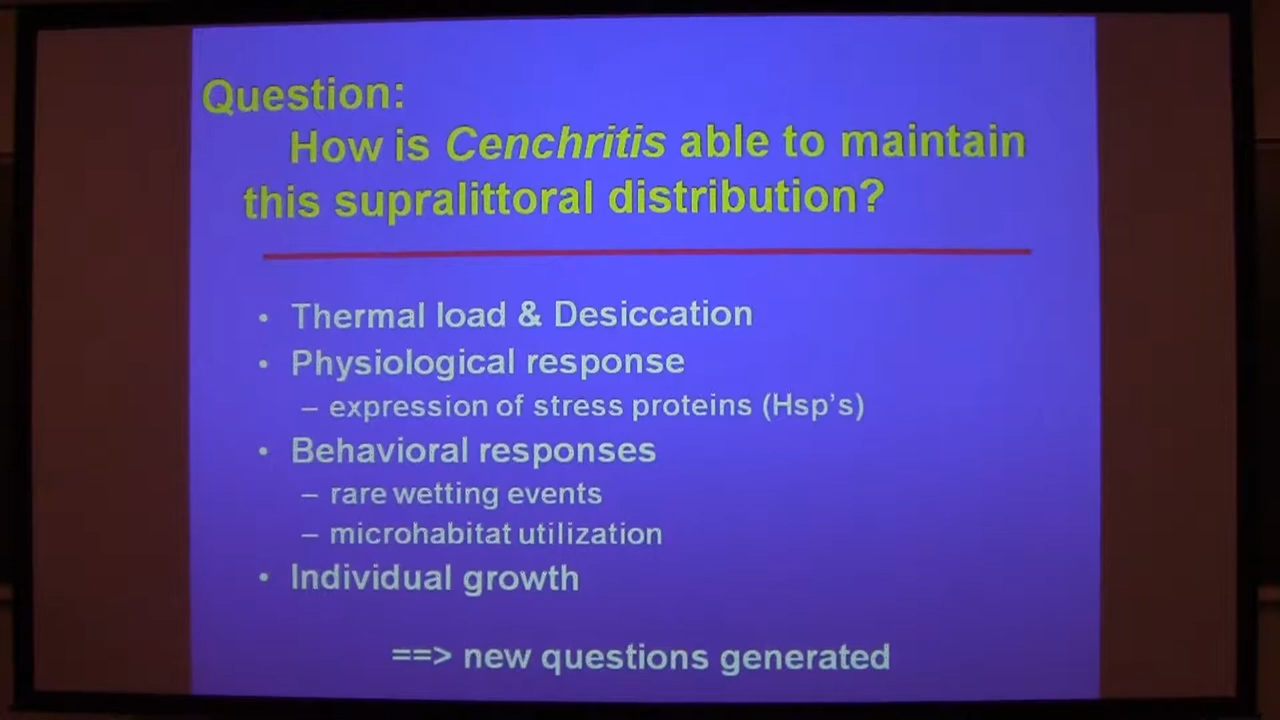 Question:
How is Cenchritis able to maintain
this supralittoral distribution?
• Thermal load & Desiccation
• Physiological response
– expression of stress proteins (Hsp's)
• Behavioral responses
– rare wetting events
– microhabitat utilization
• Individual growth
==> new questions generated